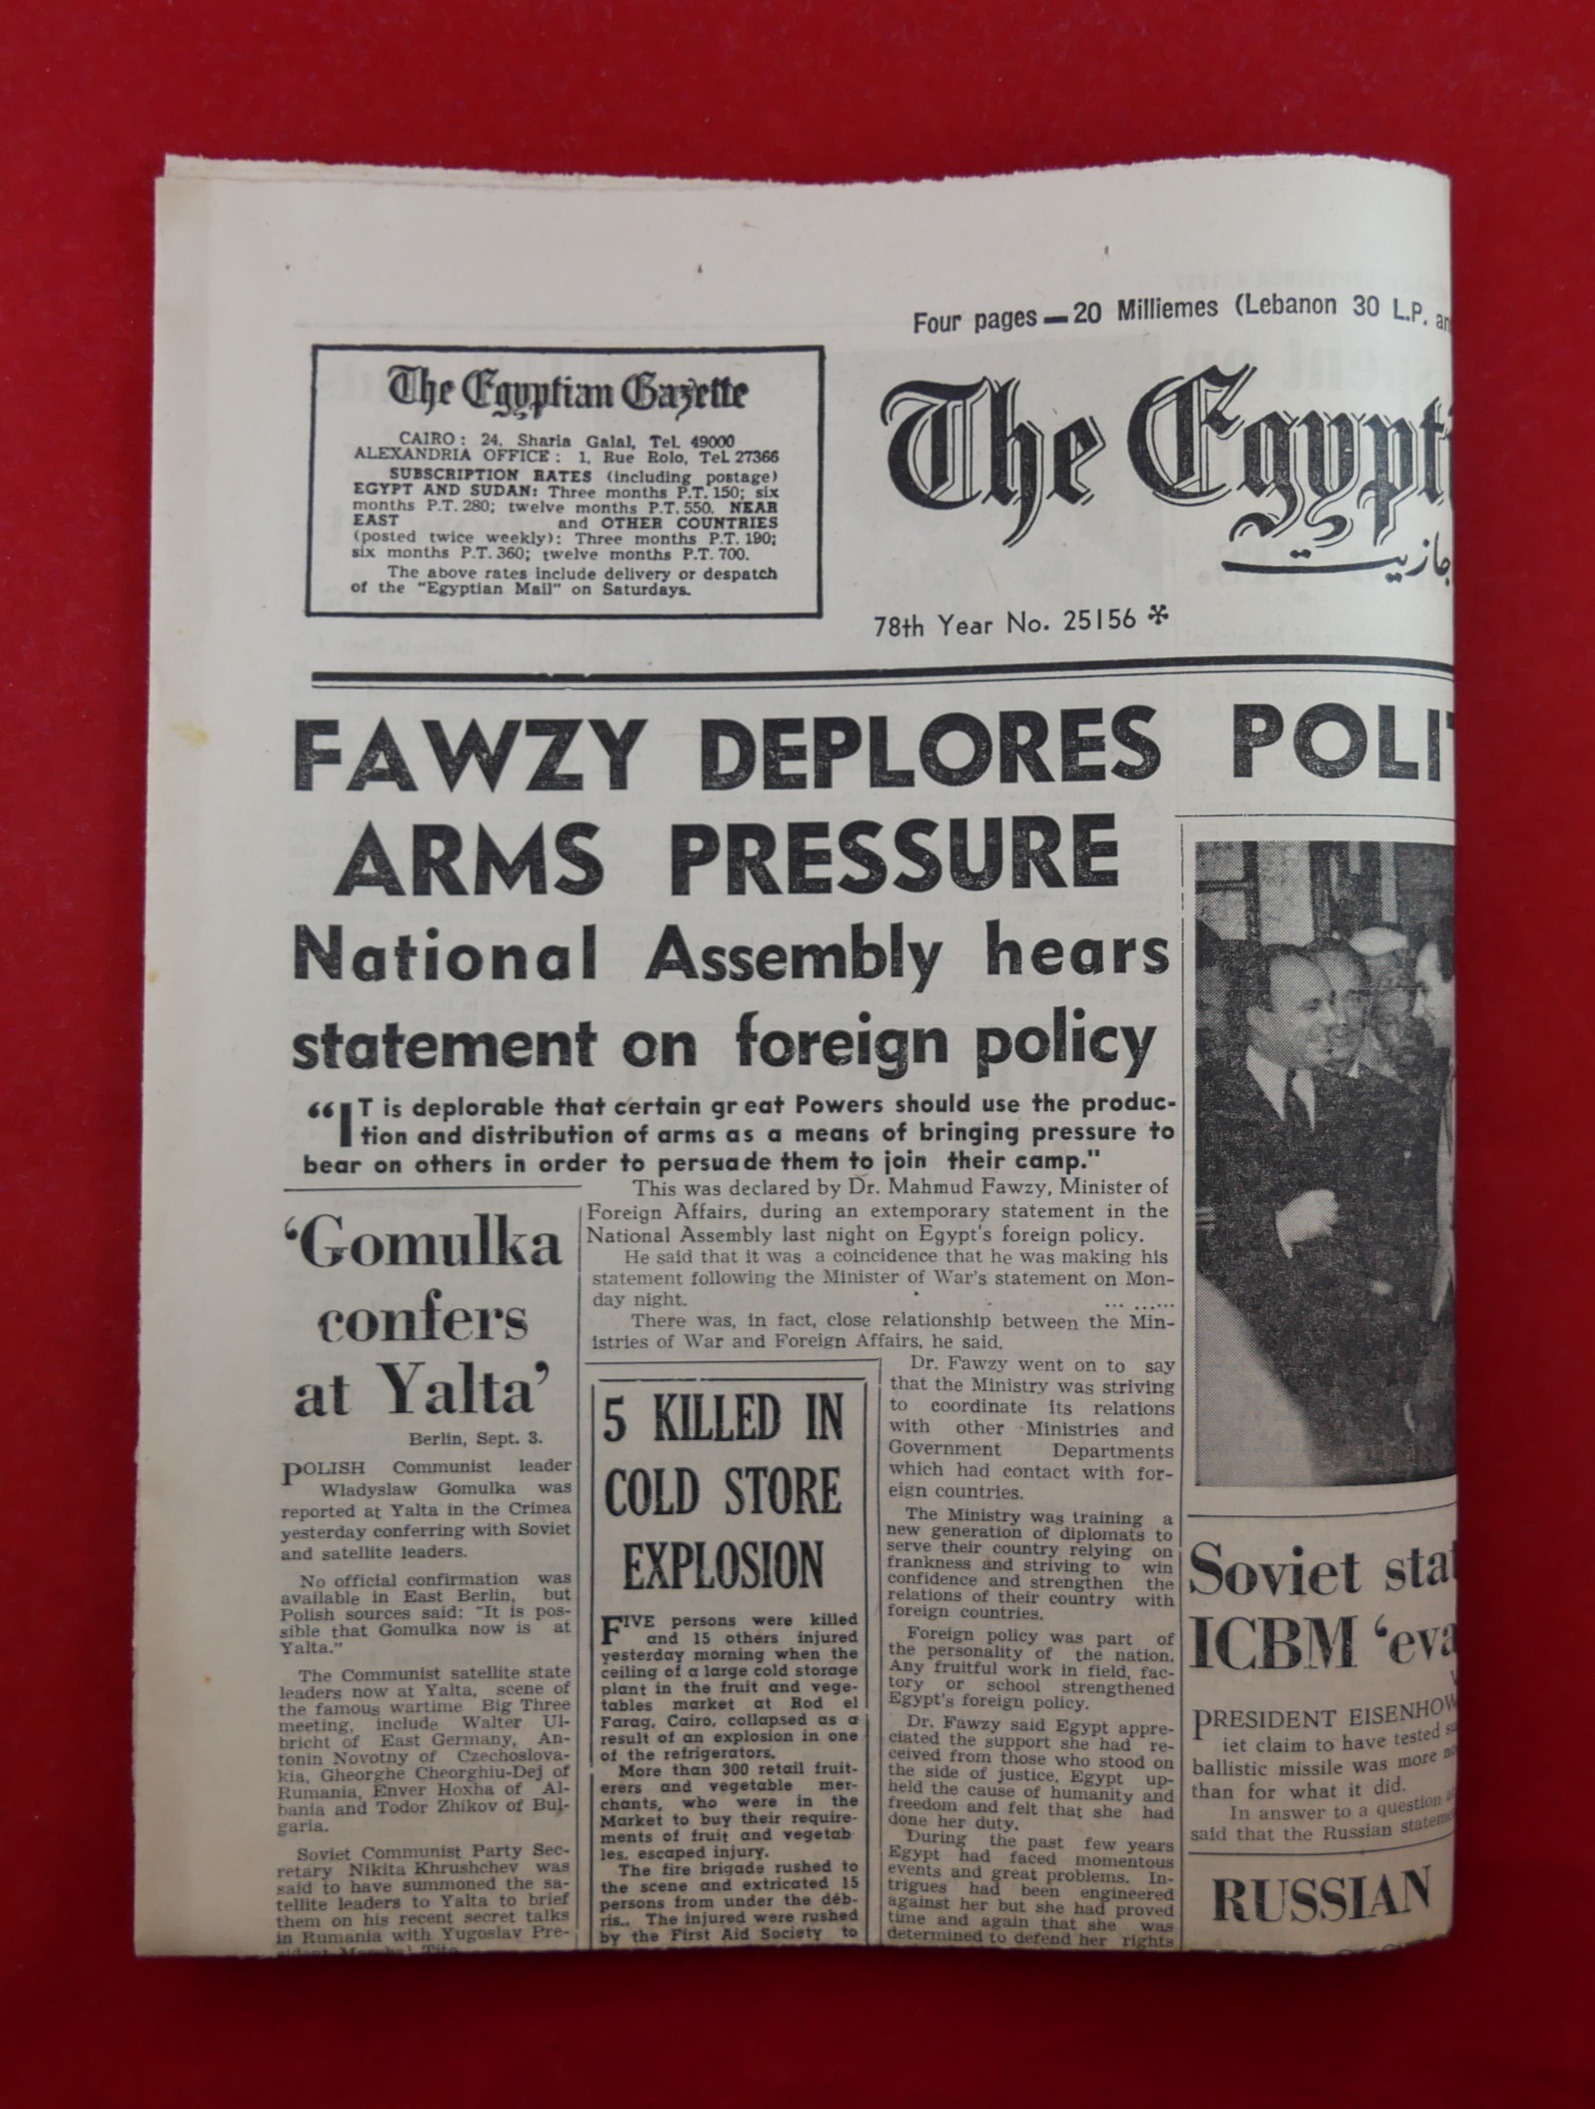 Four pages — 20 Milliemes (Lebanon 30 L.P.
The Egyptian Gazette
CAIRO: 24, Sharia Galal, Tel. 49000
ALEXANDRIA OFFICE: 1, Rue Rolo, Tel. 27366
SUBSCRIPTION RATES (including postage)
EGYPT AND SUDAN: Three months P.T. 150; six
months P.T. 280; twelve months P.T. 550. NEAR
EAST and OTHER COUNTRIES
(posted twice weekly): Three months P.T. 190;
six months P.T. 360; twelve months P.T. 700.
The above rates include delivery or despatch
of the "Egyptian Mail" on Saturdays.
The Egypt
جازيت
78th Year No. 25156 *
FAWZY DEPLORES POLIT
ARMS PRESSURE
National Assembly hears
statement on foreign policy
"IT is deplorable that certain gr eat Powers should use the produc-
tion and distribution of arms as a means of bringing pressure to
bear on others in order to persuade them to join their camp."
This was declared by Dr. Mahmud Fawzy, Minister of
Foreign Affairs, during an extemporary statement in the
National Assembly last night on Egypt's foreign policy.
He said that it was a coincidence that he was making his
statement following the Minister of War's statement on Mon-
day night. ... ......
There was, in fact, close relationship between the Min-
istries of War and Foreign Affairs, he said.
'Gomulka
confers
at Yalta'
Berlin, Sept. 3.
POLISH Communist leader
Wladyslaw Gomulka was
reported at Yalta in the Crimea
yesterday conferring with Soviet
and satellite leaders.
No official confirmation was
available in East Berlin, but
Polish sources said: "It is pos-
sible that Gomulka now is at
Yalta."
The Communist satellite state
leaders now at Yalta, scene of
the famous wartime Big Three
meeting, include Walter Ul-
bricht of East Germany, An-
tonin Novotny of Czechoslova-
kia, Gheorghe Cheorghiu-Dej of
Rumania, Enver Hoxha of Al-
bania and Todor Zhikov of Bul-
garia.
Soviet Communist Party Sec-
retary Nikita Khrushchev was
said to have summoned the sa-
tellite leaders to Yalta to brief
them on his recent secret talks
in Rumania with Yugoslav Pre-
sident Marshal Tito
5 KILLED IN
COLD STORE
EXPLOSION
FIVE persons were killed
and 15 others injured
yesterday morning when the
ceiling of a large cold storage
plant in the fruit and vege-
tables market at Rod el
Farag, Cairo, collapsed as a
result of an explosion in one
of the refrigerators.
More than 300 retail fruit-
erers and vegetable mer-
chants, who were in the
Market to buy their require-
ments of fruit and vegetab
les, escaped injury.
The fire brigade rushed to
the scene and extricated 15
persons from under the deb-
ris.. The injured were rushed
by the First Aid Society to
Dr. Fawzy went on to say
that the Ministry was striving
to coordinate its relations
with other Ministries and
Government Departments
which had contact with for-
eign countries.
The Ministry was training a
new generation of diplomats to
serve their country relying on
frankness and striving to win
confidence and strengthen the
relations of their country with
foreign countries.
Foreign policy was part of
the personality of the nation.
Any fruitful work in field, fac-
tory or school strengthened
Egypt's foreign policy.
Dr. Fawzy said Egypt appre-
ciated the support she had re-
ceived from those who stood on
the side of justice. Egypt up-
held the cause of humanity and
freedom and felt that she had
done her duty.
During the past few years
Egypt had faced momentous
events and great problems. In-
trigues had been engineered
against her but she had proved
time and again that she was
determined to defend her rights
Soviet stat
ICBM 'eva
PRESIDENT EISENHOW
iet claim to have tested
ballistic missile was more
than for what it did.
In answer to a question
said that the Russian stateme
RUSSIAN